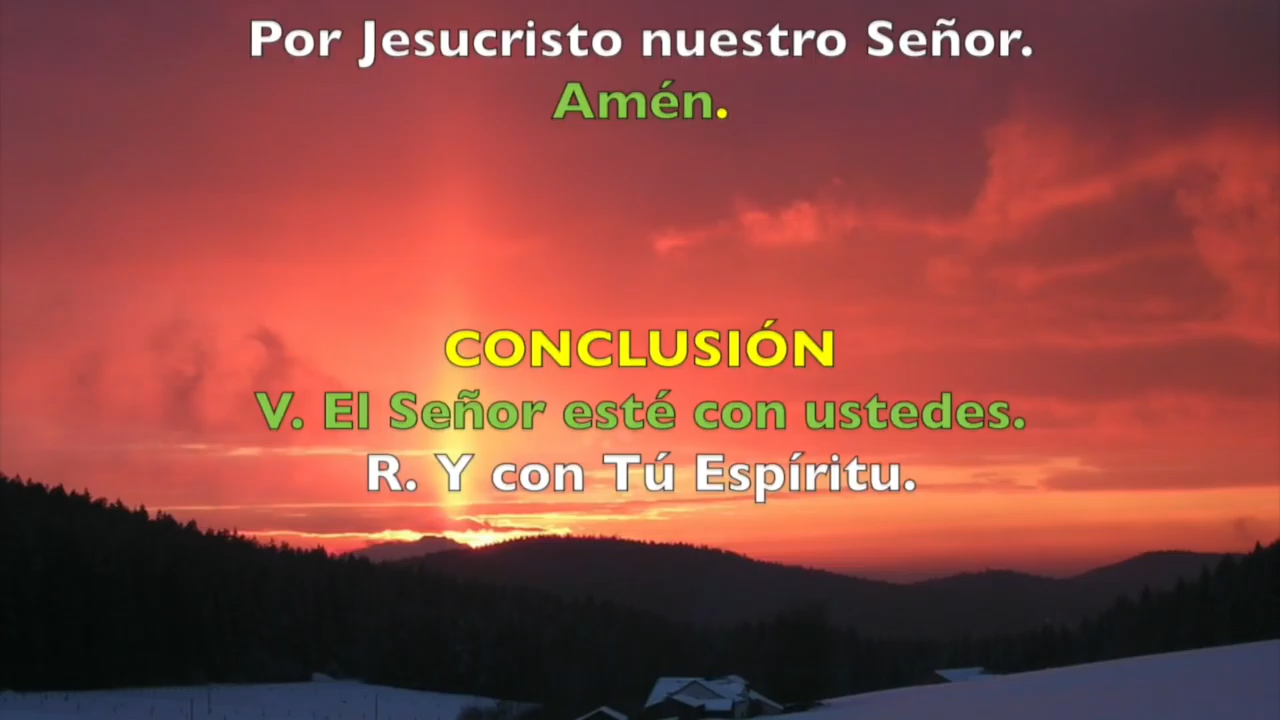 Por Jesucristo nuestro Señor.
Amén.
CONCLUSIÓN
V. El Señor esté con ustedes.
R. Y con Tú Espíritu.